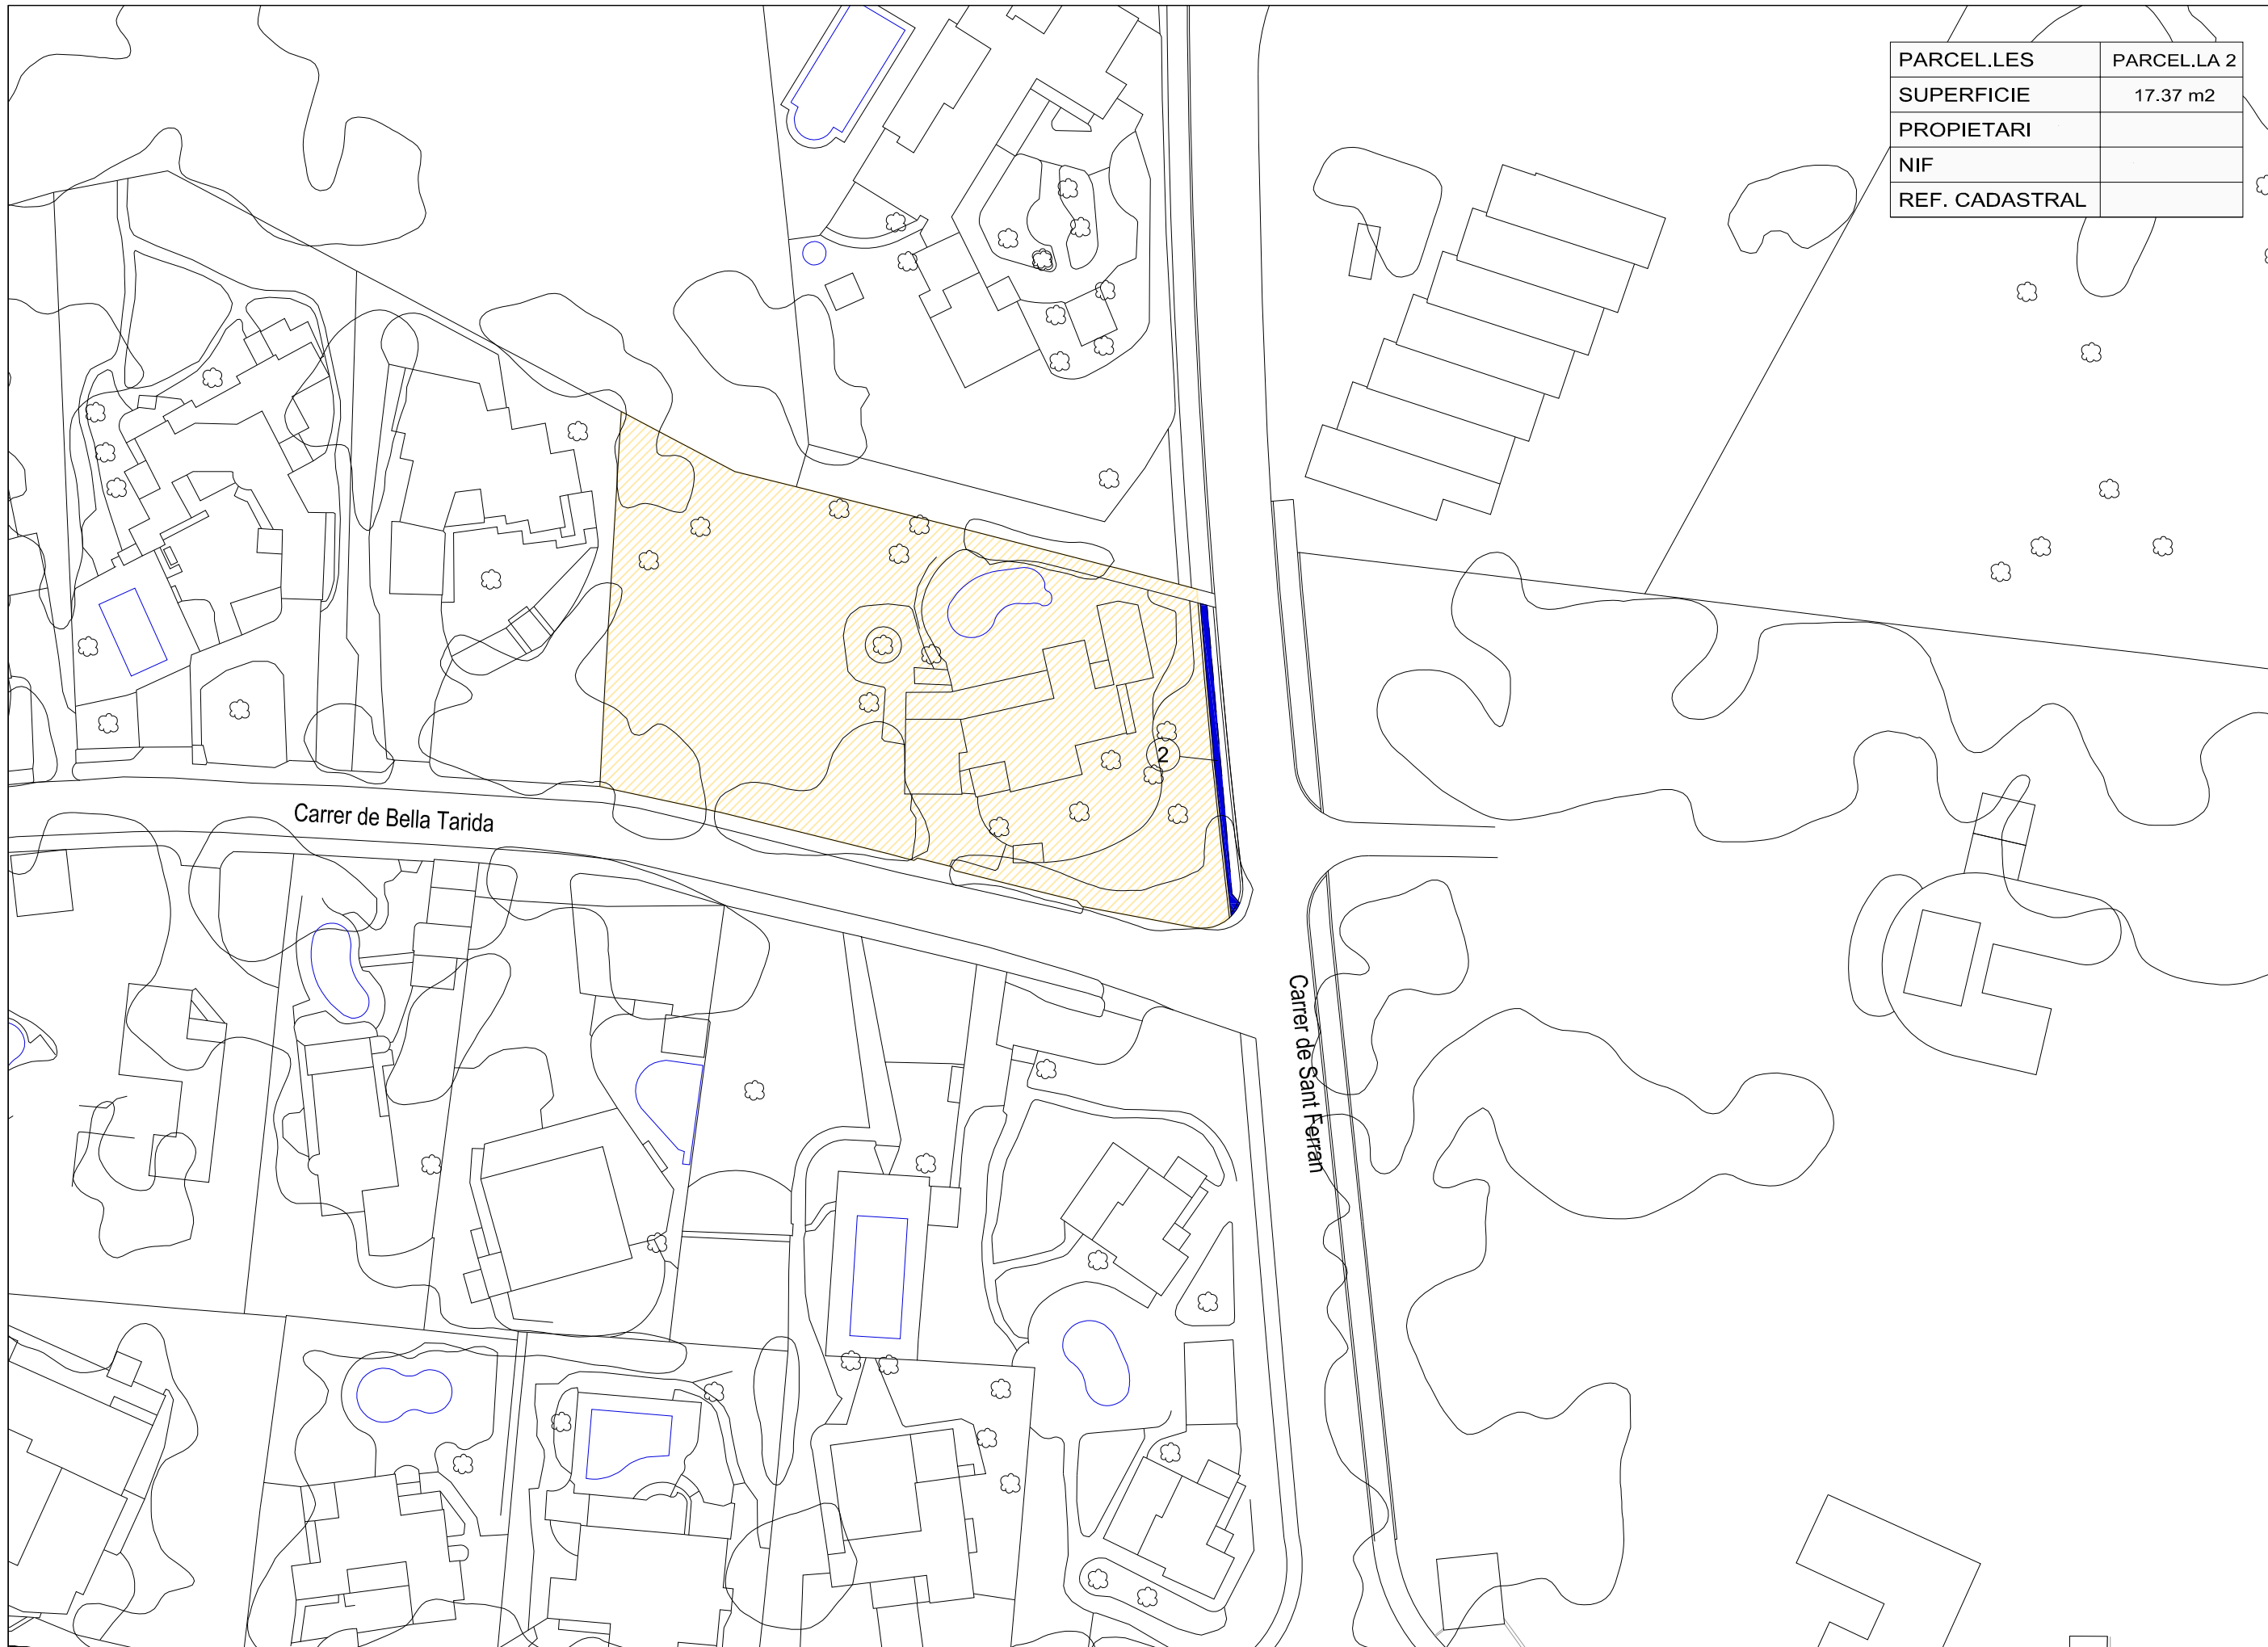 PARCEL.LES PARCEL.LA 2
SUPERFICIE 17.37 m2
PROPIETARI
NIF
REF. CADASTRAL
2
Carrer de Bella Tarida
Carrer de Sant Ferran